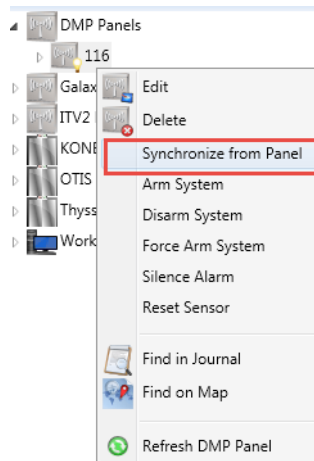 DMP Panels
116
Galax
Edit
ITV2
Delete
KONE
Synchronize from Panel
OTIS
Arm System
Thyss
Disarm System
Work
Force Arm System
Silence Alarm
Reset Sensor
Find in Journal
Find on Map
Refresh DMP Panel